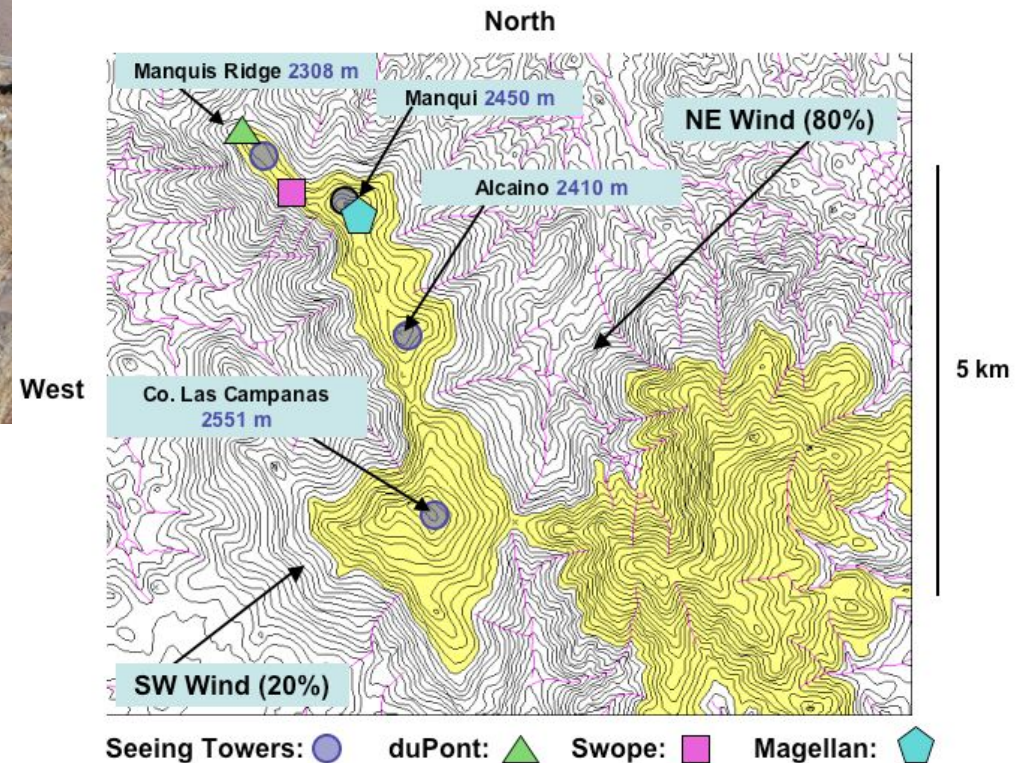 North
Manquis Ridge 2308 m
Manqui 2450 m
NE Wind (80%)
Alcaino 2410 m
West
5 km
Co. Las Campanas
2551 m
SW Wind (20%)
Seeing Towers: duPont: Swope: Magellan: